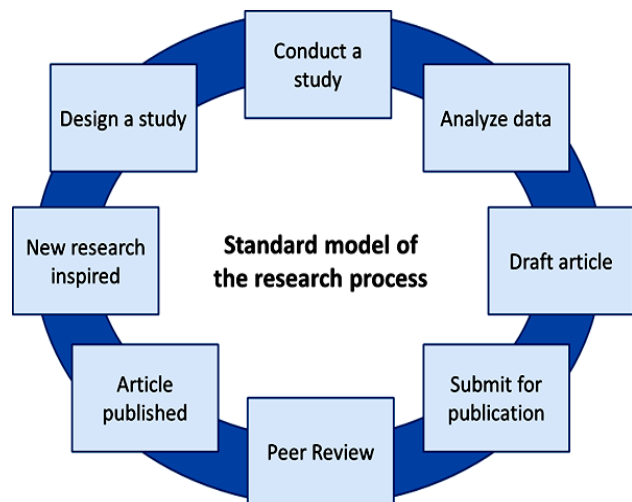 Conduct a
study
Analyze data
Draft article
Submit for
publication
Peer Review
Article
published
New research
inspired
Design a study
Standard model of
the research process